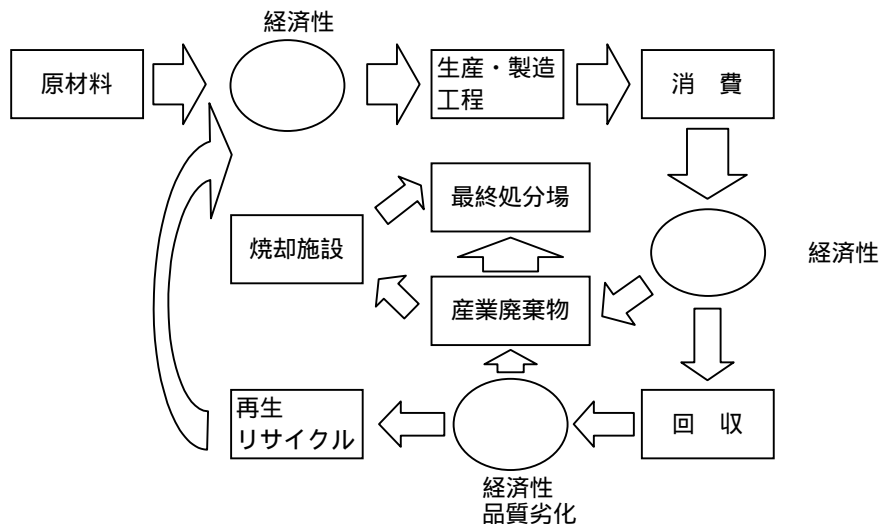 経済性
原材料
生産・製造
工程
消　費
最終処分場
焼却施設
経済性
産業廃棄物
再生
リサイクル
回　収
経済性
品質劣化